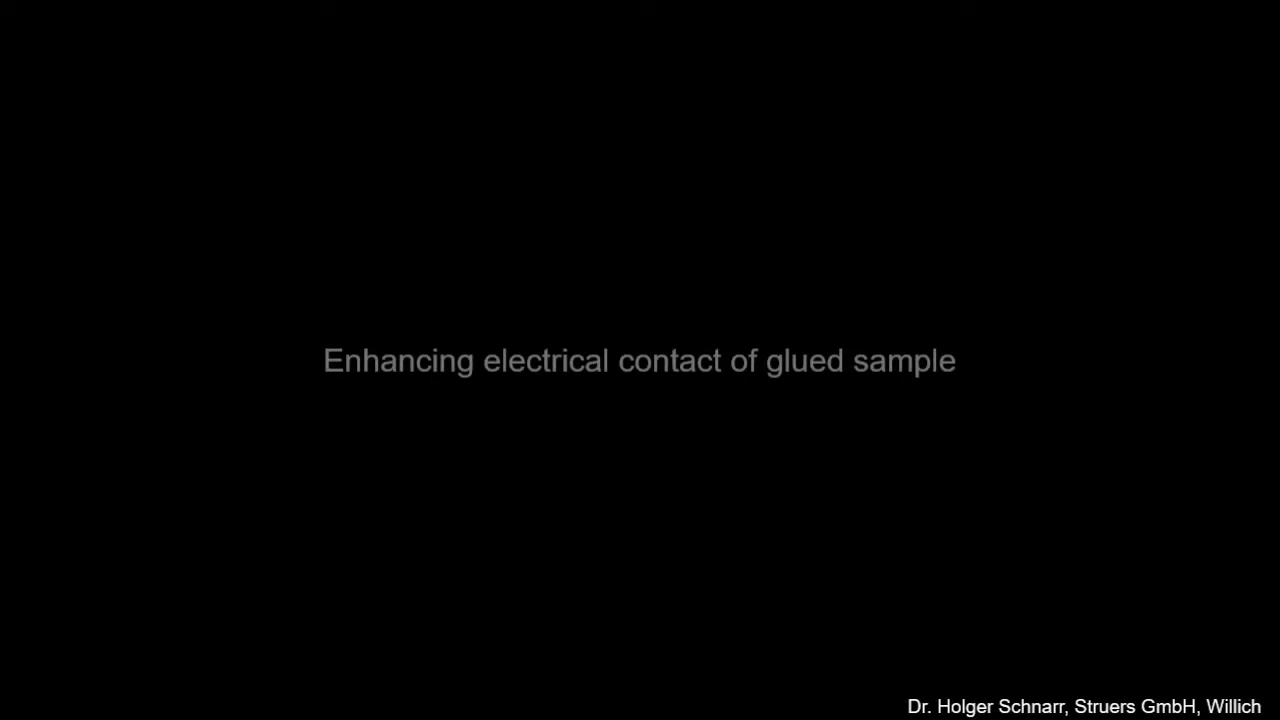 Enhancing electrical contact of glued sample
Dr. Holger Schnarr, Struers GmbH, Willich